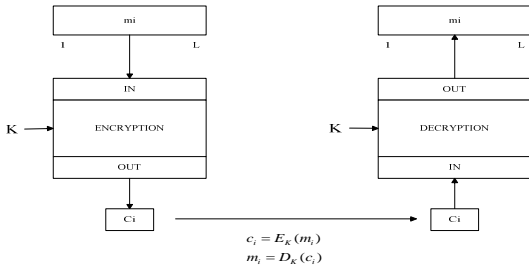 mi
I L
IN
K ENCRYPTION
OUT
Ci
mi
I L
OUT
K DECRYPTION
IN
Ci
c_i = E_K(m_i)
m_i = D_K(c_i)